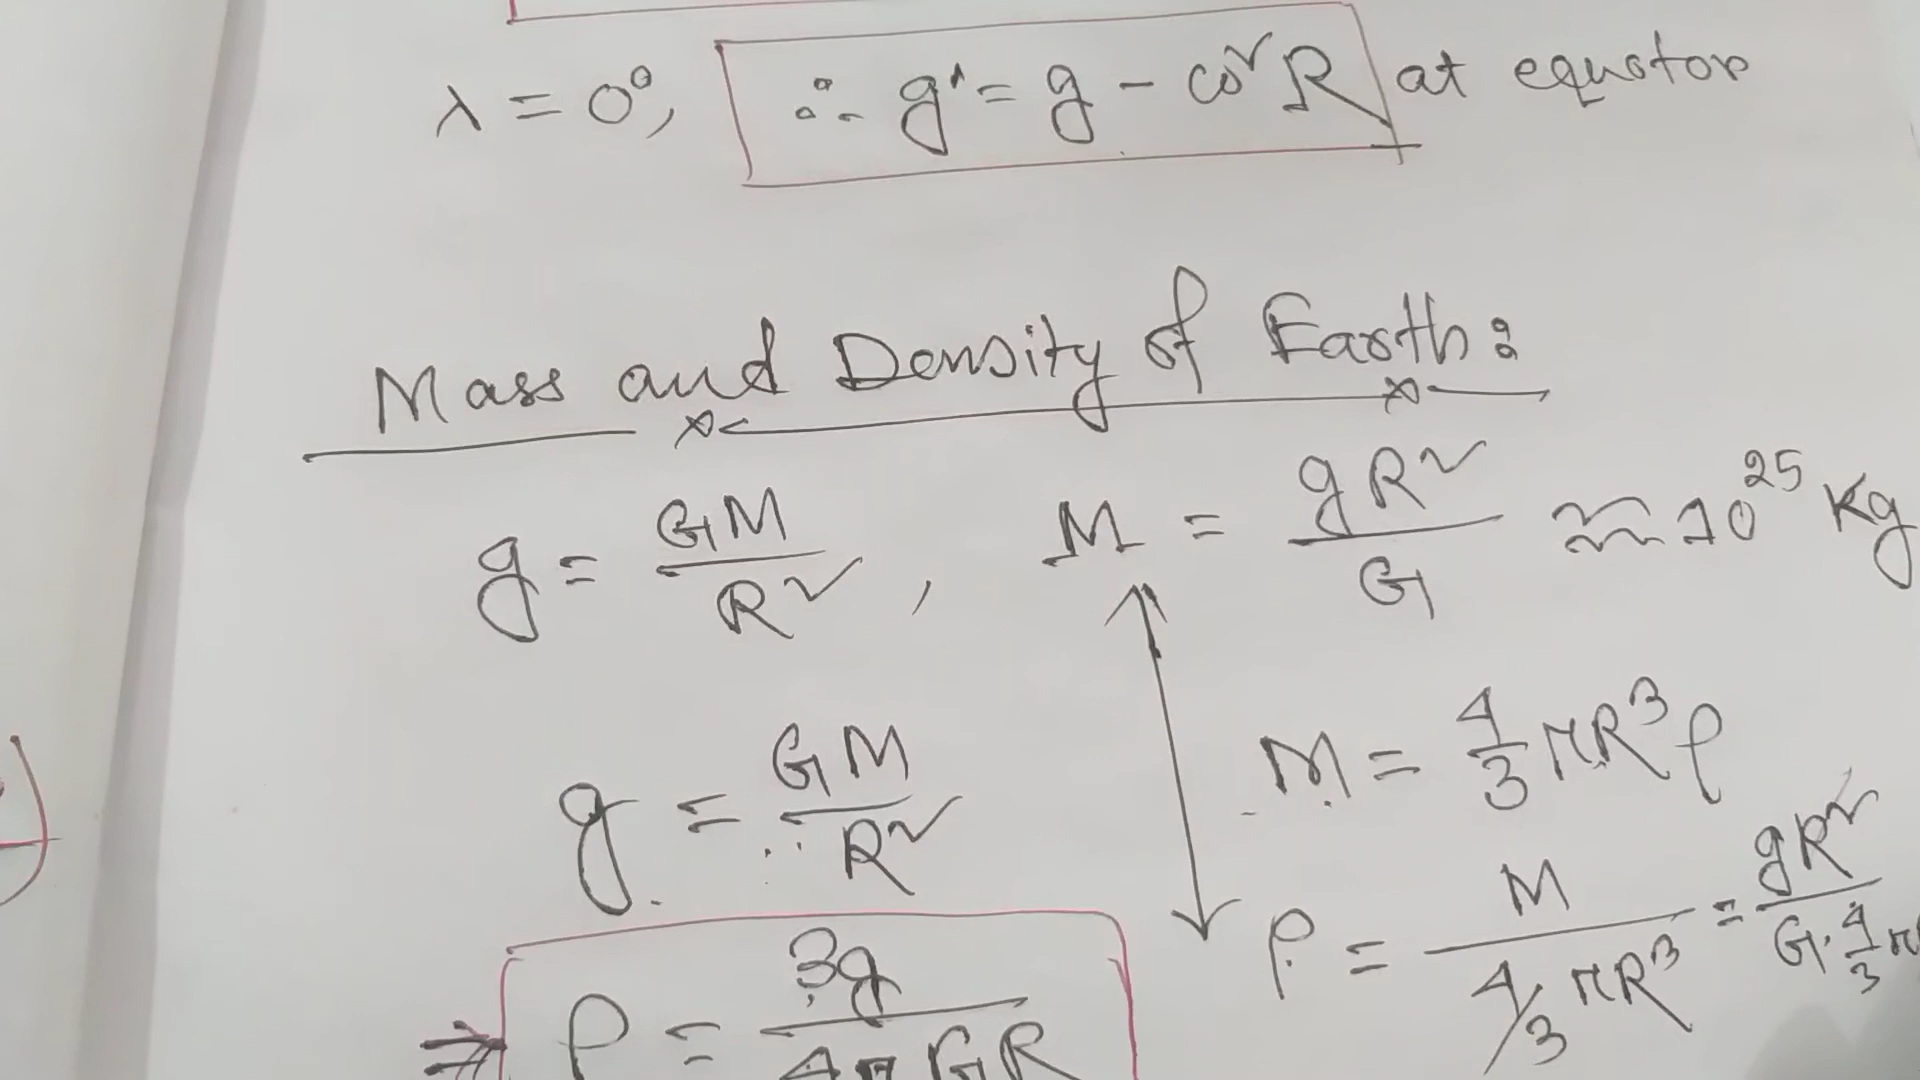 λ = 0°, ∴ g' = g - ω²R at equator
Mass and Density of Earth:
g = GM/R², M = gR²/G ≈ 10²⁵ Kg
g = GM/R²
M = 4/3 πR³ρ
ρ = M/(4/3 πR³) = gR²/(G·4/3 π
⇒ ρ = 3g/(4πGR)